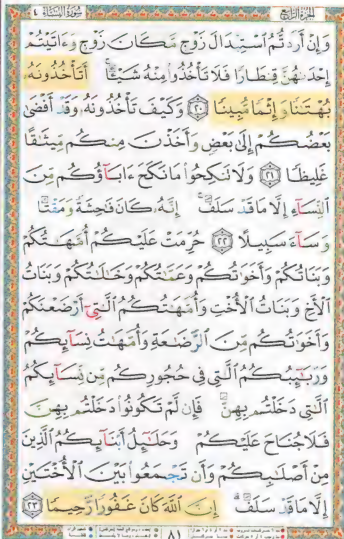 الجزء الرابع سورة النساء ٤
وَإِنْ أَرَدتُّمُ ٱسْتِبْدَالَ زَوْجٍ مَّكَانَ زَوْجٍ وَءَاتَيْتُمْ
إِحْدَىٰهُنَّ قِنطَارًا فَلَا تَأْخُذُوا۟ مِنْهُ شَيْـًٔا ۚ أَتَأْخُذُونَهُۥ
بُهْتَـٰنًا وَإِثْمًا مُّبِينًا ٢٠ وَكَيْفَ تَأْخُذُونَهُۥ وَقَدْ أَفْضَىٰ
بَعْضُكُمْ إِلَىٰ بَعْضٍ وَأَخَذْنَ مِنكُم مِّيثَـٰقًا
غَلِيظًا ٢١ وَلَا تَنكِحُوا۟ مَا نَكَحَ ءَابَآؤُكُم مِّنَ
ٱلنِّسَآءِ إِلَّا مَا قَدْ سَلَفَ ۚ إِنَّهُۥ كَانَ فَـٰحِشَةً وَمَقْتًا
وَسَآءَ سَبِيلًا ٢٢ حُرِّمَتْ عَلَيْكُمْ أُمَّهَـٰتُكُمْ
وَبَنَاتُكُمْ وَأَخَوَٰتُكُمْ وَعَمَّـٰتُكُمْ وَخَـٰلَـٰتُكُمْ وَبَنَاتُ
ٱلْأَخِ وَبَنَاتُ ٱلْأُخْتِ وَأُمَّهَـٰتُكُمُ ٱلَّـٰتِىٓ أَرْضَعْنَكُمْ
وَأَخَوَٰتُكُم مِّنَ ٱلرَّضَـٰعَةِ وَأُمَّهَـٰتُ نِسَآئِكُمْ
وَرَبَـٰٓئِبُكُمُ ٱلَّـٰتِى فِى حُجُورِكُم مِّن نِّسَآئِكُمُ
ٱلَّـٰتِى دَخَلْتُم بِهِنَّ فَإِن لَّمْ تَكُونُوا۟ دَخَلْتُم بِهِنَّ
فَلَا جُنَاحَ عَلَيْكُمْ وَحَلَـٰٓئِلُ أَبْنَآئِكُمُ ٱلَّذِينَ
مِنْ أَصْلَـٰبِكُمْ وَأَن تَجْمَعُوا۟ بَيْنَ ٱلْأُخْتَيْنِ
إِلَّا مَا قَدْ سَلَفَ ۗ إِنَّ ٱللَّهَ كَانَ غَفُورًا رَّحِيمًا ٢٣
٨١